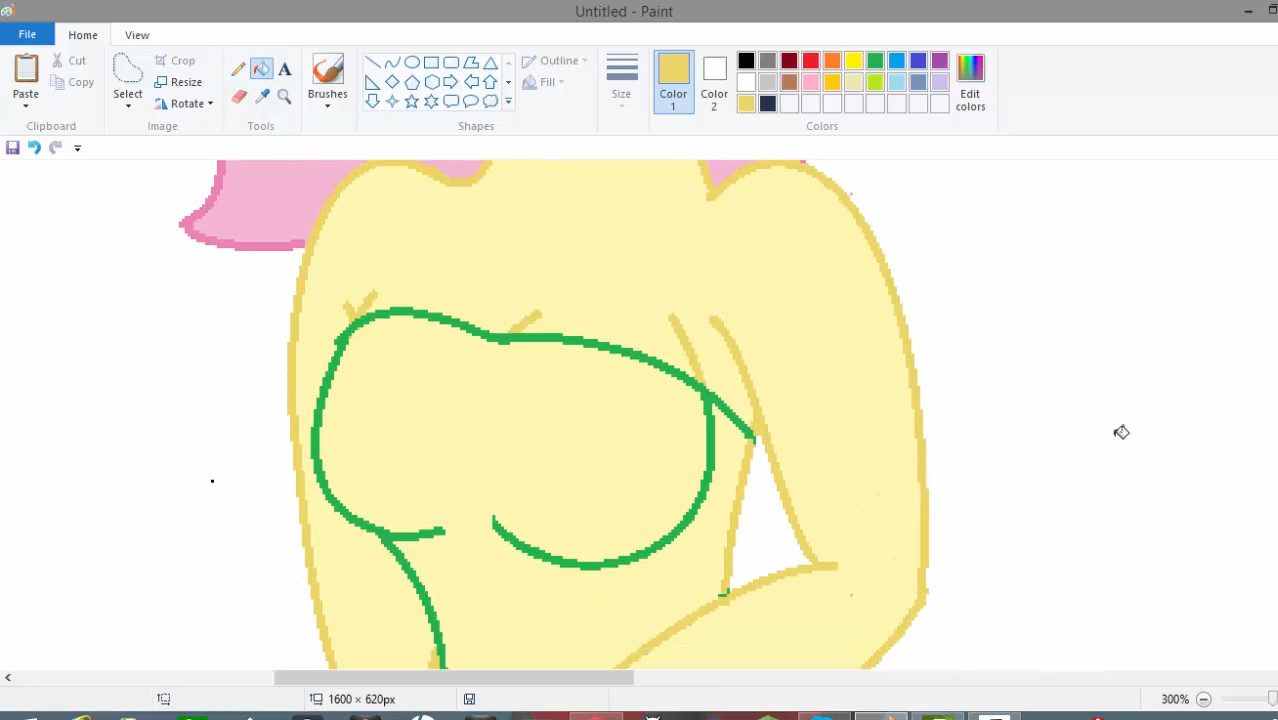 Untitled - Paint
File Home View
Paste
Cut
Copy
Clipboard
Select
Crop
Resize
Rotate
Image
A
Tools
Brushes
Outline
Fill
Shapes
Size
Color
1
Color
2
Edit
colors
Colors
1600 × 620px
300%